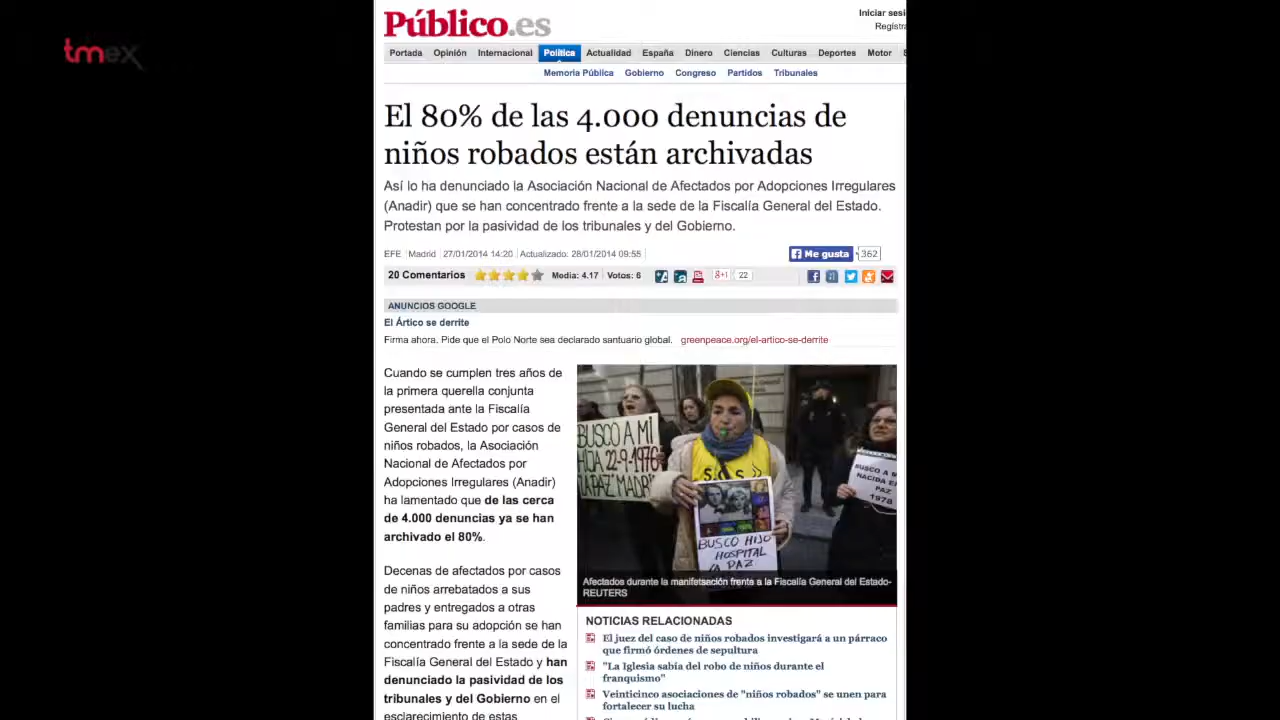 tmex
Público.es
Iniciar sesi
Registra
Portada Opinión Internacional Política Actualidad España Dinero Ciencias Culturas Deportes Motor
Memoria Pública Gobierno Congreso Partidos Tribunales
El 80% de las 4.000 denuncias de
niños robados están archivadas
Así lo ha denunciado la Asociación Nacional de Afectados por Adopciones Irregulares
(Anadir) que se han concentrado frente a la sede de la Fiscalía General del Estado.
Protestan por la pasividad de los tribunales y del Gobierno.
EFE Madrid 27/01/2014 14:20 Actualizado: 28/01/2014 09:55
Me gusta 362
20 Comentarios Media: 4.17 Votos: 6 g+1 22
ANUNCIOS GOOGLE
El Ártico se derrite
Firma ahora. Pide que el Polo Norte sea declarado santuario global. greenpeace.org/el-artico-se-derrite
Cuando se cumplen tres años de
la primera querella conjunta
presentada ante la Fiscalía
General del Estado por casos de
niños robados, la Asociación
Nacional de Afectados por
Adopciones Irregulares (Anadir)
ha lamentado que de las cerca
de 4.000 denuncias ya se han
archivado el 80%.
Decenas de afectados por casos
de niños arrebatados a sus
padres y entregados a otras
familias para su adopción se han
concentrado frente a la sede de la
Fiscalía General del Estado y han
denunciado la pasividad de los
tribunales y del Gobierno en el
esclarecimiento de estas
BUSCO A MI
HIJA 22-9-1976
LA PAZ MADRID
S.O.S
BUSCO HIJO
HOSPITAL
LA PAZ
BUSCO A M
NACIDA E
PAZ
1978
Afectados durante la manifetsación frente a la Fiscalía General del Estado-
REUTERS
NOTICIAS RELACIONADAS
El juez del caso de niños robados investigará a un párraco
que firmó órdenes de sepultura
"La Iglesia sabía del robo de niños durante el
franquismo"
Veinticinco asociaciones de "niños robados" se unen para
fortalecer su lucha